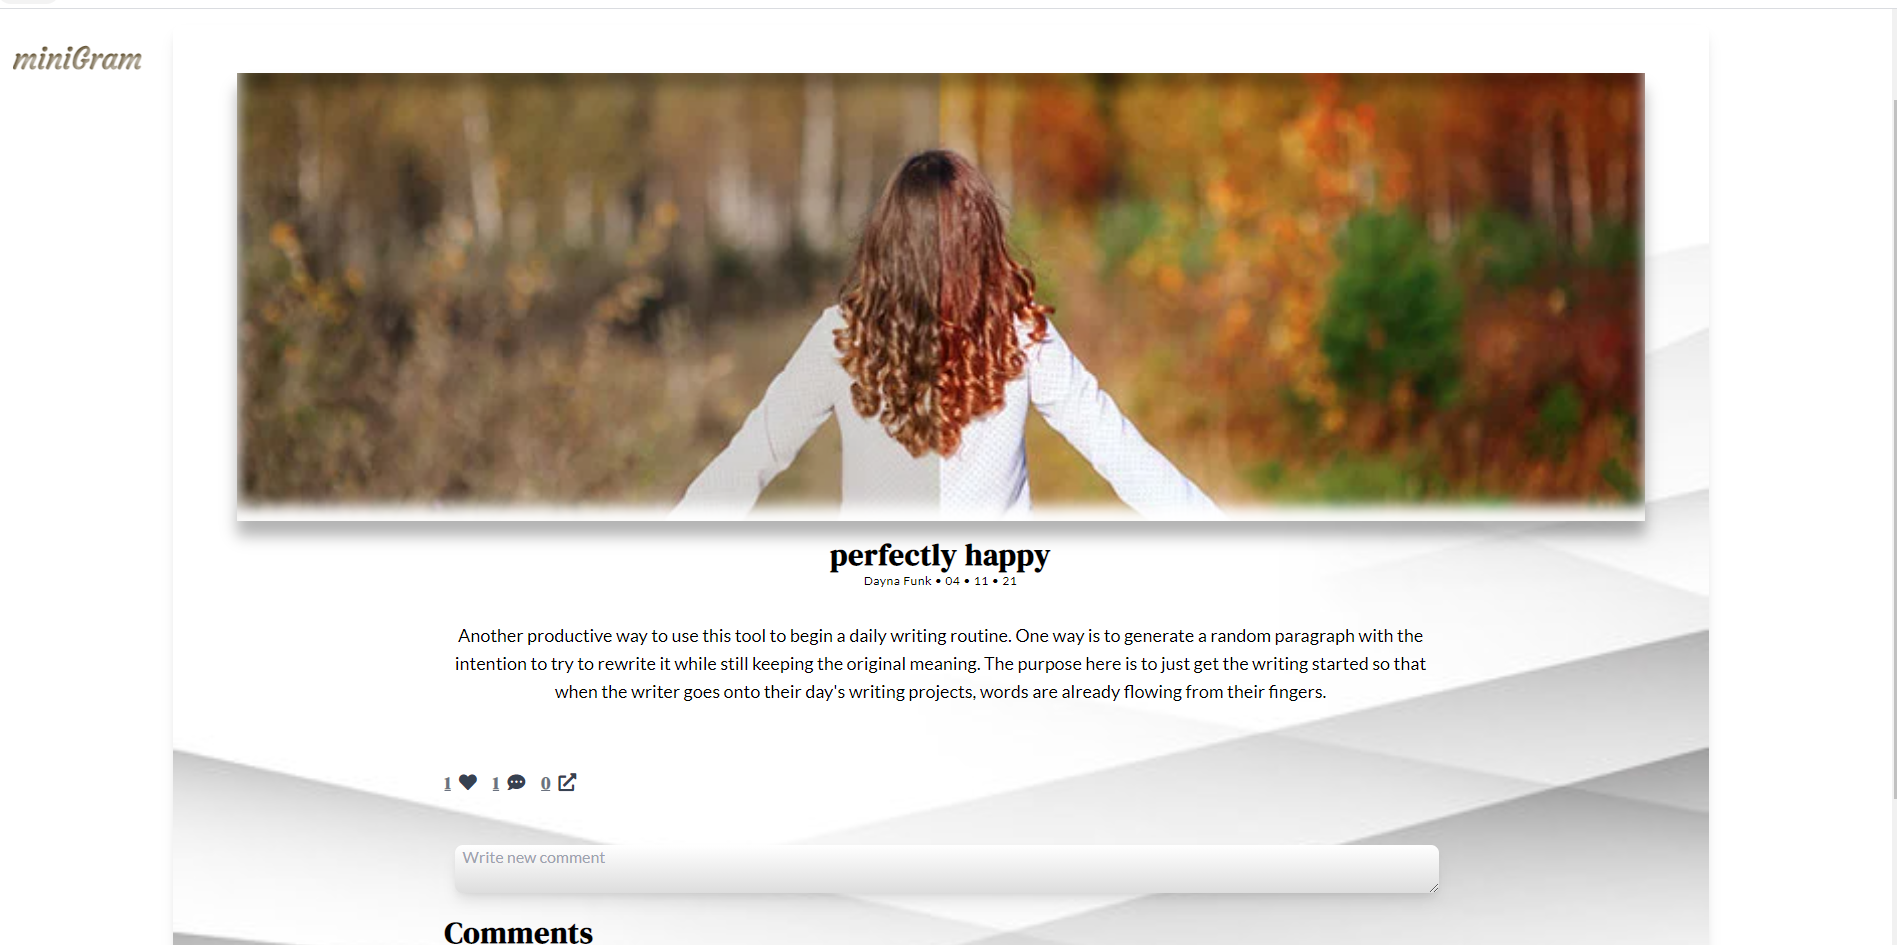 miniGram
perfectly happy
Dayna Funk • 04 • 11 • 21
Another productive way to use this tool to begin a daily writing routine. One way is to generate a random paragraph with the
intention to try to rewrite it while still keeping the original meaning. The purpose here is to just get the writing started so that
when the writer goes onto their day's writing projects, words are already flowing from their fingers.
1 1 0
Write new comment
Comments